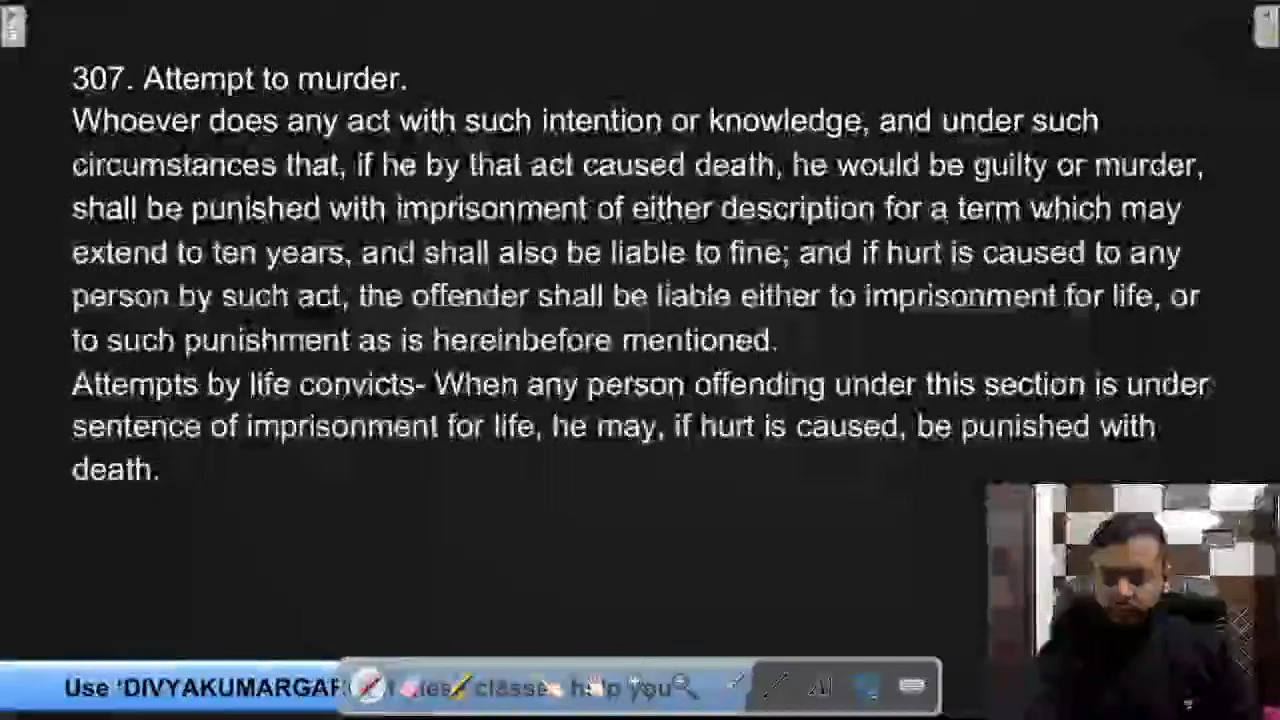 307. Attempt to murder.
Whoever does any act with such intention or knowledge, and under such
circumstances that, if he by that act caused death, he would be guilty or murder,
shall be punished with imprisonment of either description for a term which may
extend to ten years, and shall also be liable to fine; and if hurt is caused to any
person by such act, the offender shall be liable either to imprisonment for life, or
to such punishment as is hereinbefore mentioned.
Attempts by life convicts- When any person offending under this section is under
sentence of imprisonment for life, he may, if hurt is caused, be punished with
death.
Use ‘DIVYAKUMARGAR classes help you